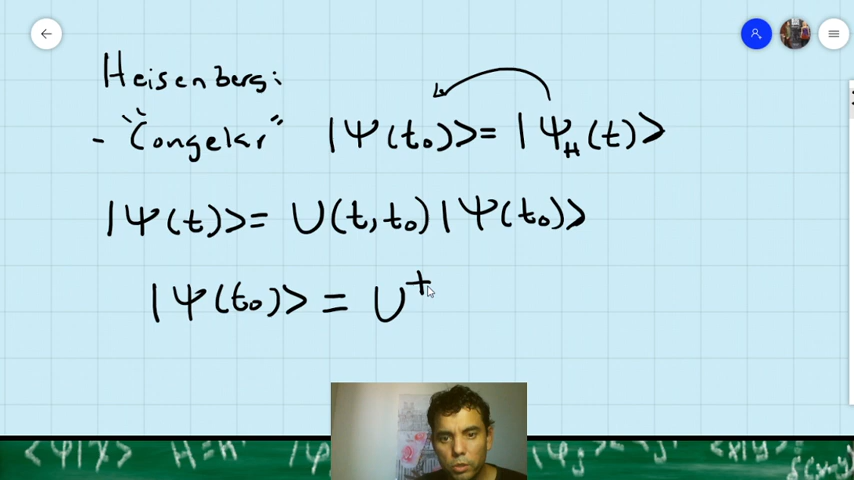 Heisenberg:
- "Congelar" |Ψ(t₀)>= |Ψ_H(t)>
|Ψ(t)>= U(t,t₀)|Ψ(t₀)>
|Ψ(t₀)> = U†
<Ψ|χ> H=H